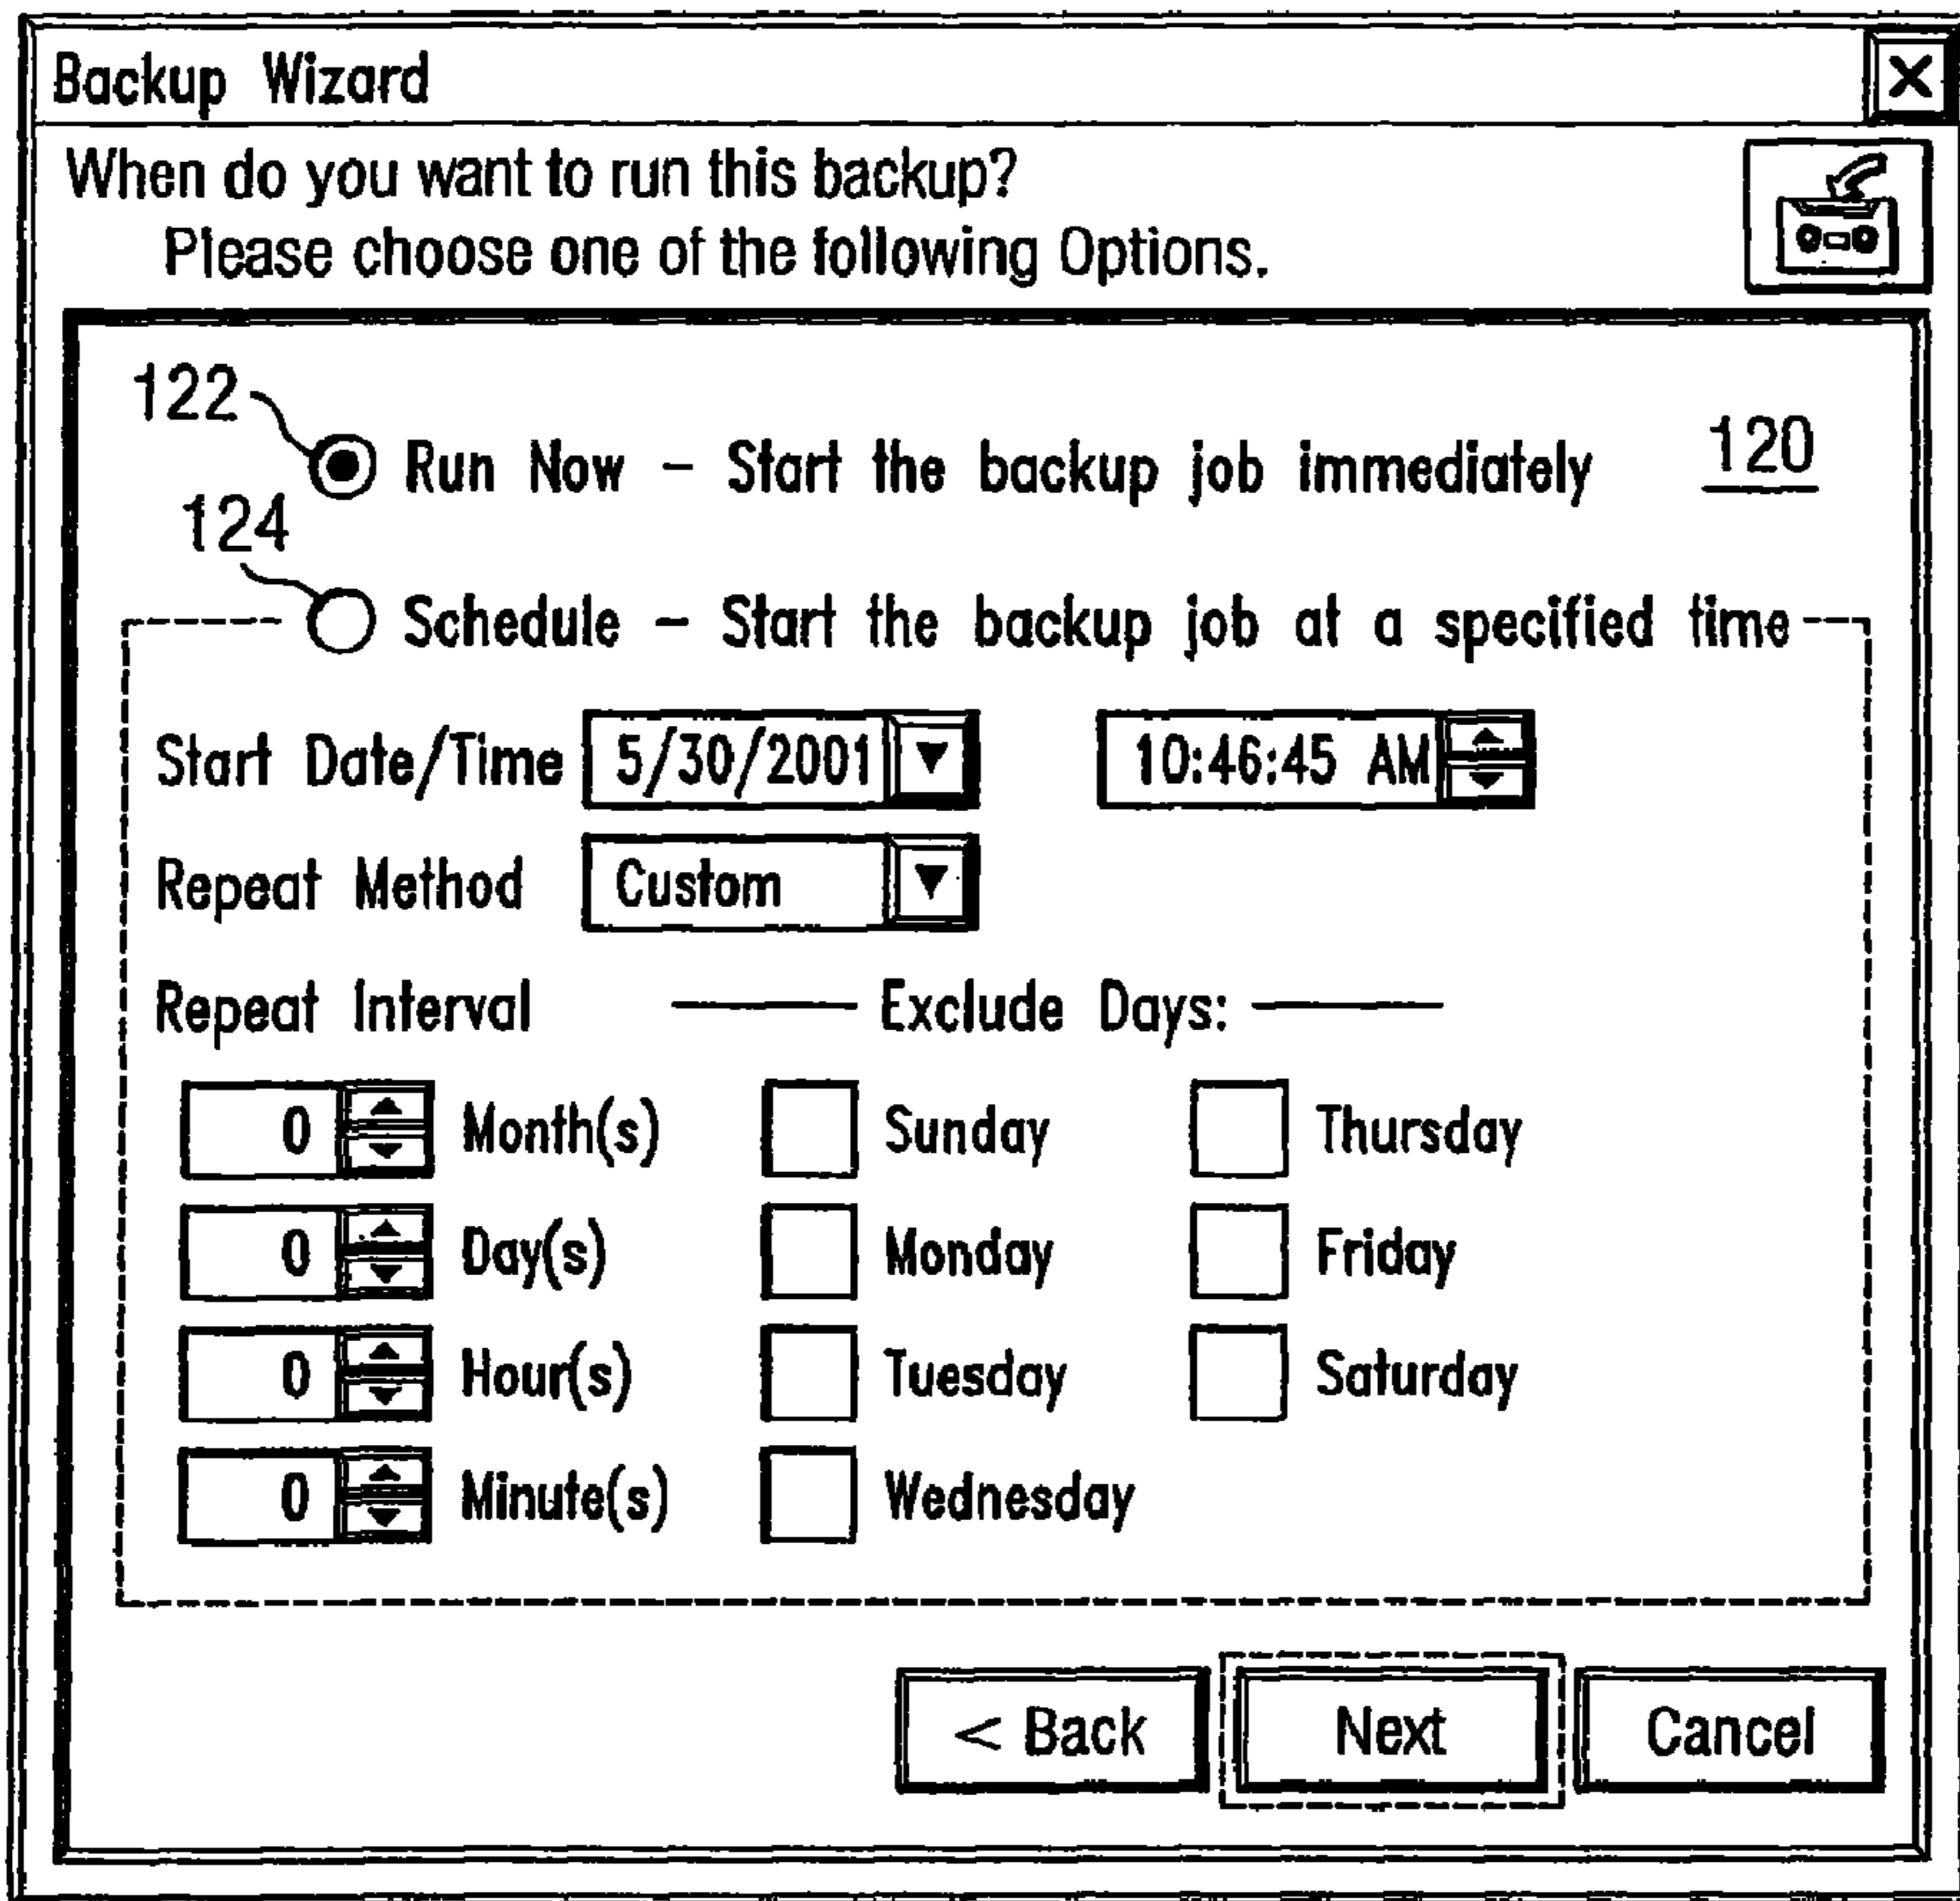 Backup Wizard
When do you want to run this backup?
Please choose one of the following Options.
122
Run Now - Start the backup job immediately 120
124
Schedule - Start the backup job at a specified time
Start Date/Time 5/30/2001 10:46:45 AM
Repeat Method Custom
Repeat Interval Exclude Days:
0 Month(s) Sunday Thursday
0 Day(s) Monday Friday
0 Hour(s) Tuesday Saturday
0 Minute(s) Wednesday
< Back Next Cancel